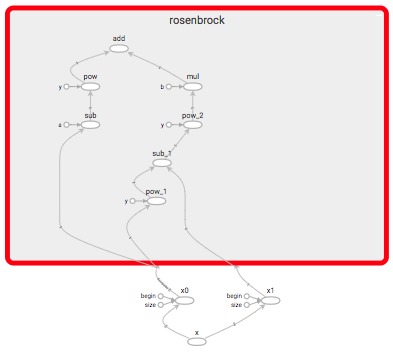 rosenbrock
add
pow
mul
y
b
sub
pow_2
a
y
sub_1
pow_1
y
x0
x1
begin
begin
size
size
x